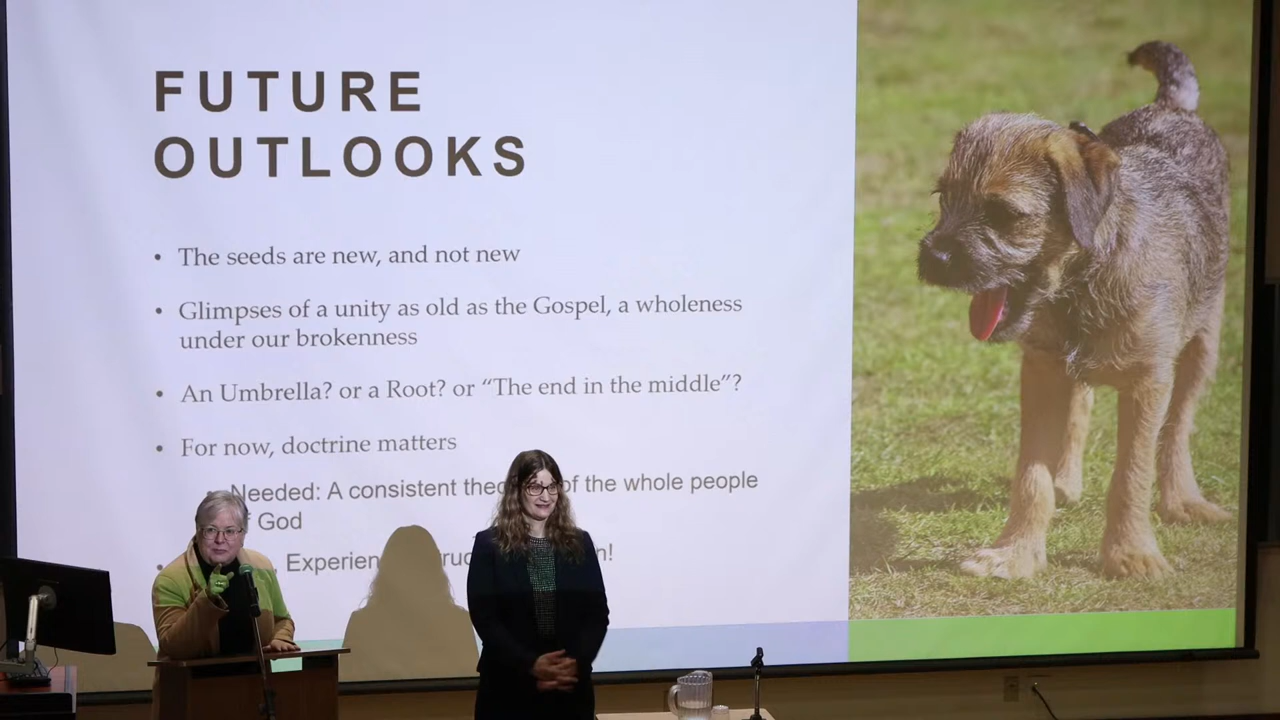 FUTURE
OUTLOOKS
• The seeds are new, and not new
• Glimpses of a unity as old as the Gospel, a wholeness
under our brokenness
• An Umbrella? or a Root? or “The end in the middle”?
• For now, doctrine matters
Needed: A consistent of the whole people
God